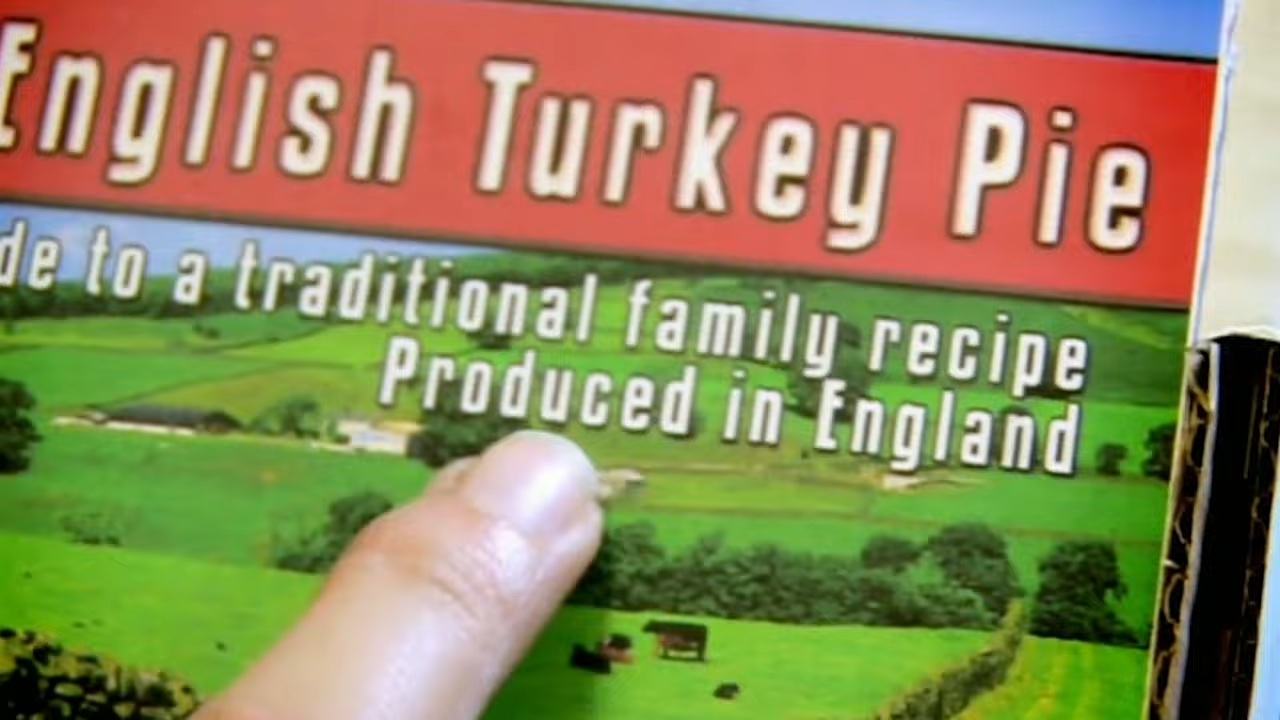 English Turkey Pie
de to a traditional family recipe
Produced in England